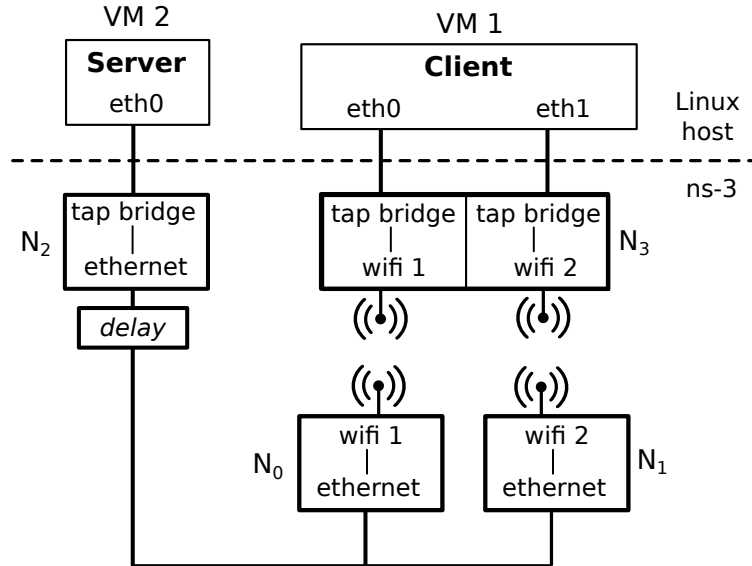 VM 2
VM 1
Server
eth0
Client
eth0
eth1
Linux
host
ns-3
N2
tap bridge
ethernet
delay
tap bridge
wifi 1
tap bridge
wifi 2
N3
N0
wifi 1
ethernet
wifi 2
ethernet
N1